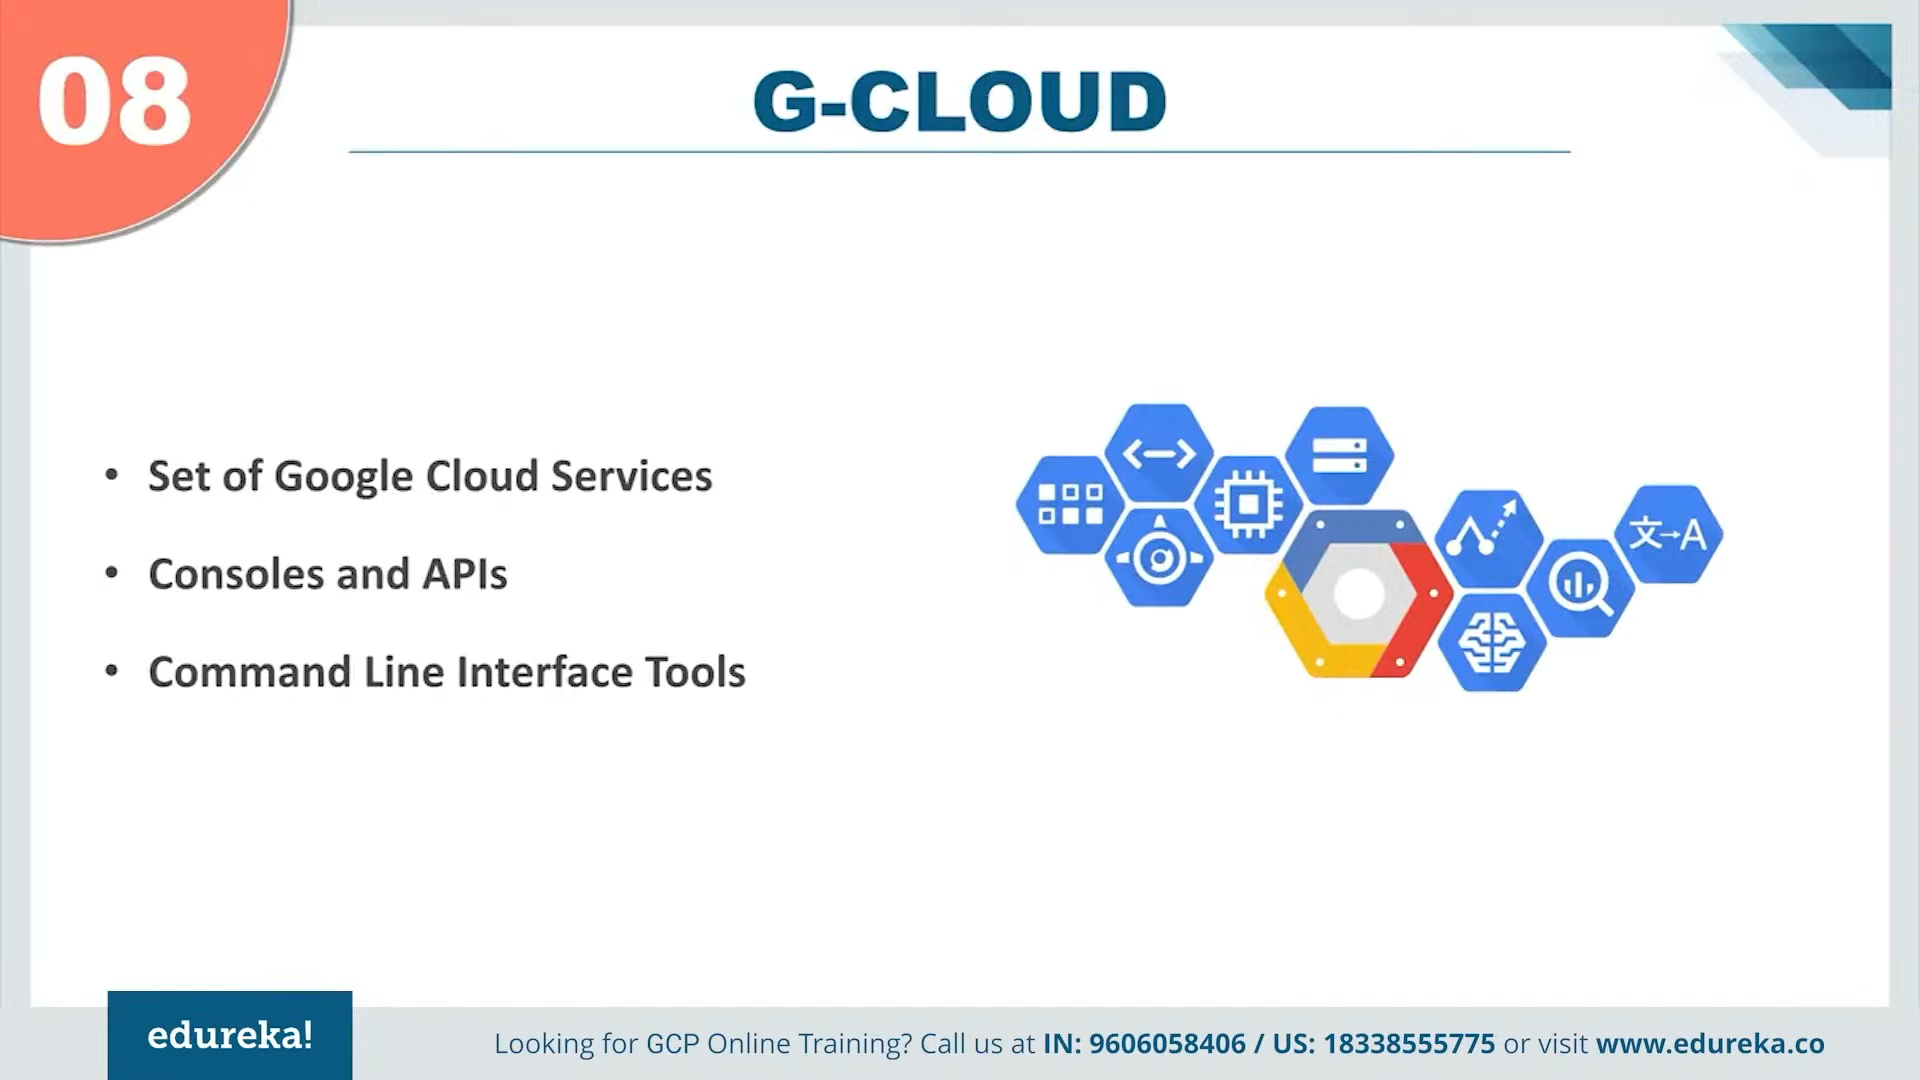 08
G-CLOUD
• Set of Google Cloud Services
• Consoles and APIs
• Command Line Interface Tools
文→A
edureka!
Looking for GCP Online Training? Call us at IN: 9606058406 / US: 18338555775 or visit www.edureka.co